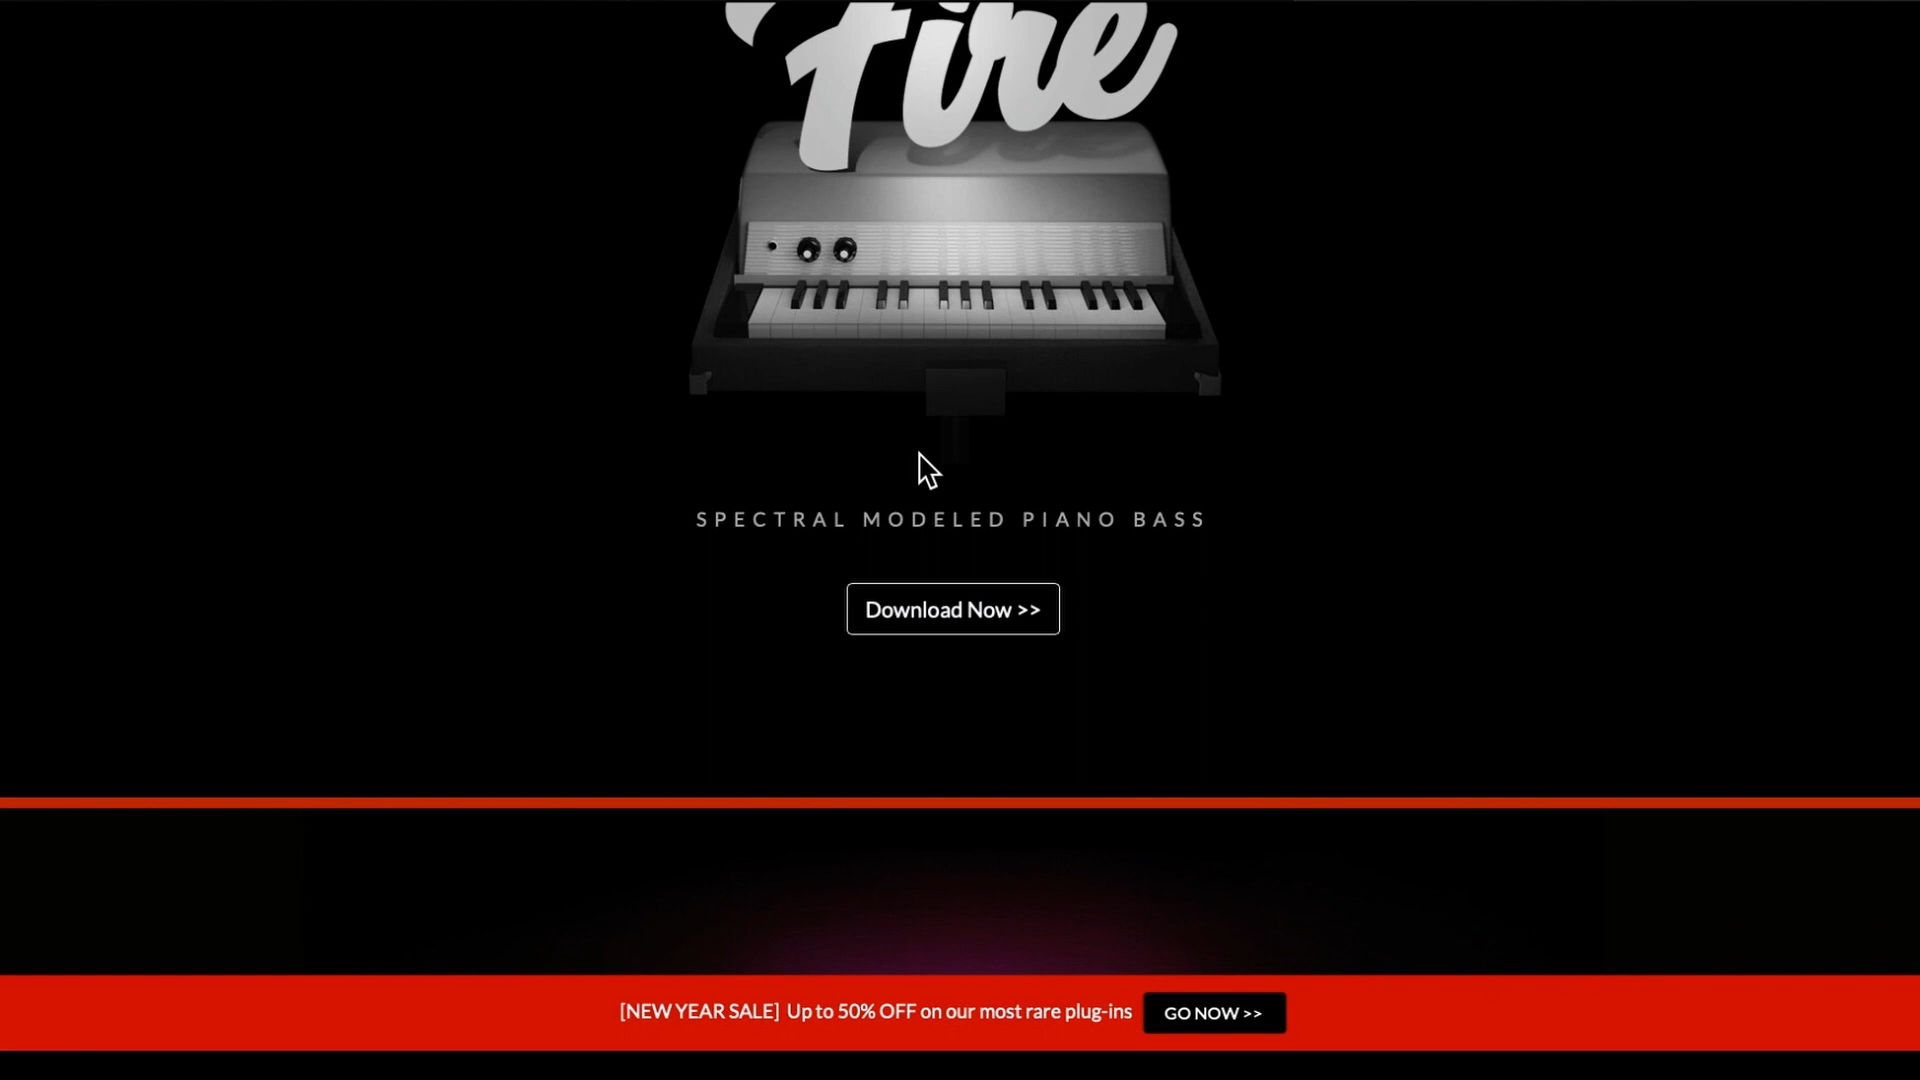 Fire
SPECTRAL MODELED PIANO BASS
Download Now >>
[NEW YEAR SALE] Up to 50% OFF on our most rare plug-ins
GO NOW >>